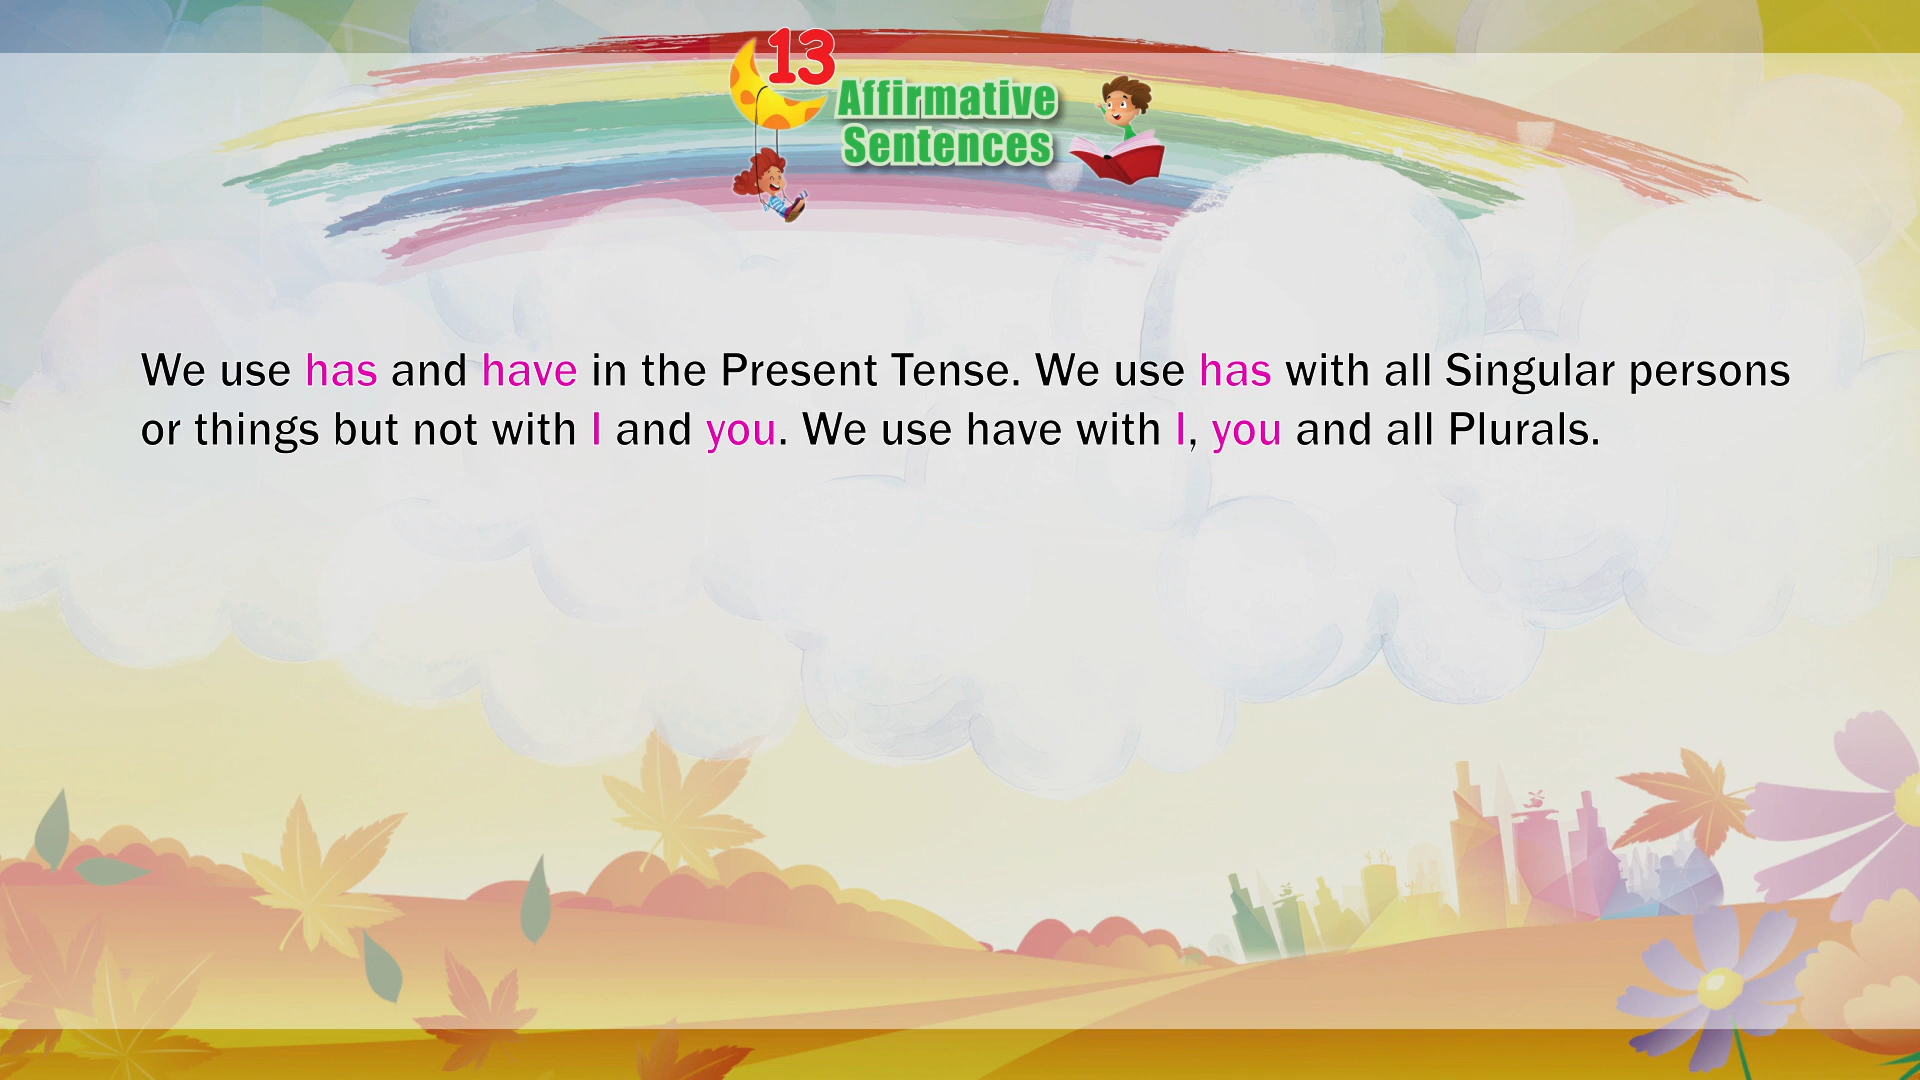 13
Affirmative
Sentences
We use has and have in the Present Tense. We use has with all Singular persons
or things but not with I and you. We use have with I, you and all Plurals.